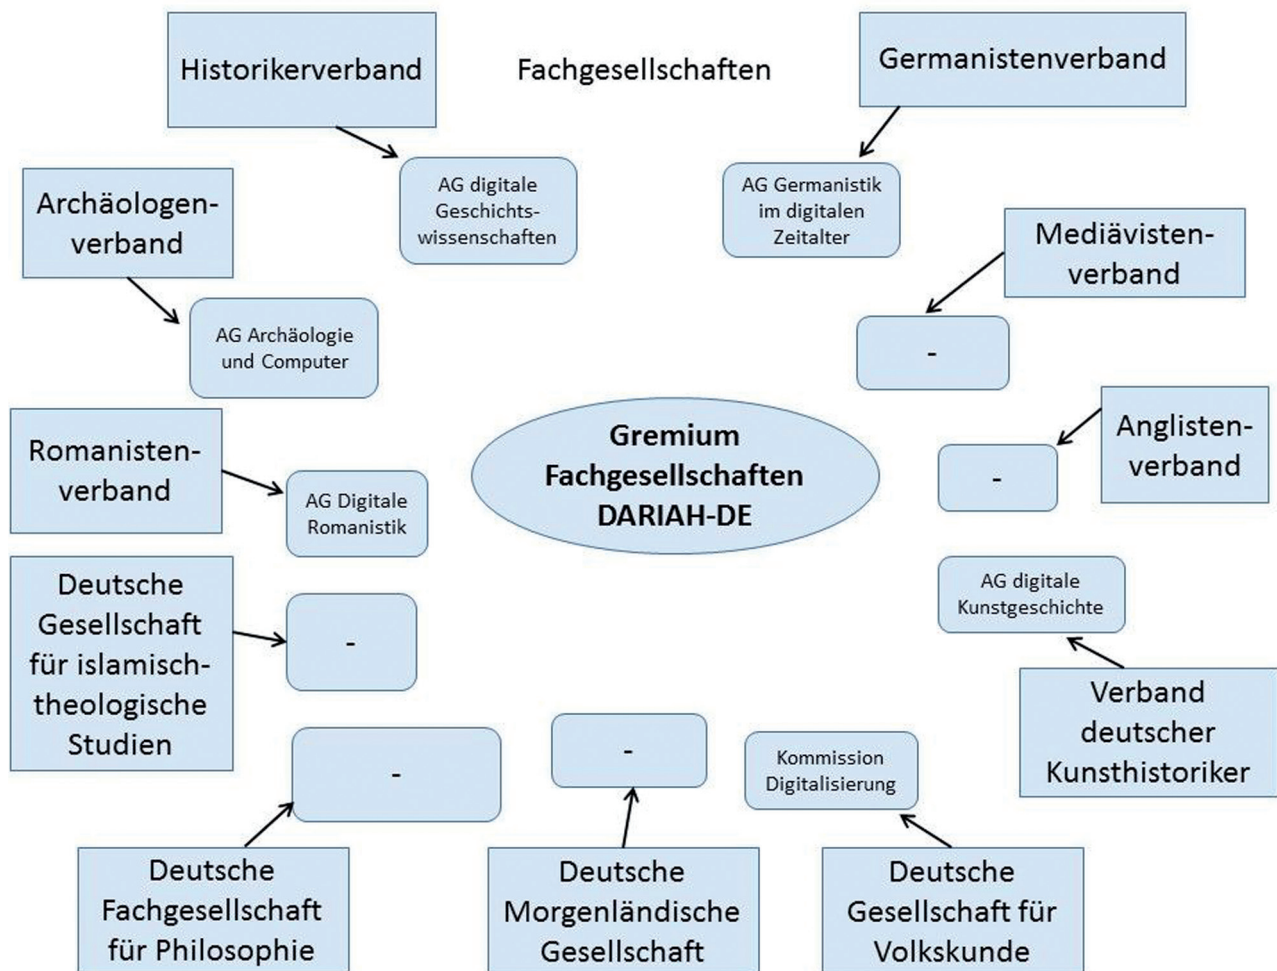 Historikerverband
Fachgesellschaften
Germanistenverband
AG digitale
Geschichts-
wissenschaften
AG Germanistik
im digitalen
Zeitalter
Archäologen-
verband
Mediävisten-
verband
AG Archäologie
und Computer
-
Gremium
Fachgesellschaften
DARIAH-DE
Romanisten-
verband
Anglisten-
verband
AG Digitale
Romanistik
-
Deutsche
Gesellschaft
für islamisch-
theologische
Studien
-
AG digitale
Kunstgeschichte
Verband
deutscher
Kunsthistoriker
-
-
Kommission
Digitalisierung
Deutsche
Fachgesellschaft
für Philosophie
Deutsche
Morgenländische
Gesellschaft
Deutsche
Gesellschaft für
Volkskunde